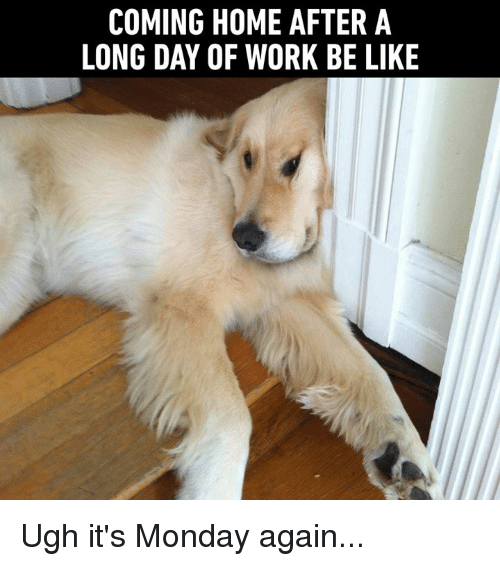 COMING HOME AFTER A
LONG DAY OF WORK BE LIKE
Ugh it's Monday again...